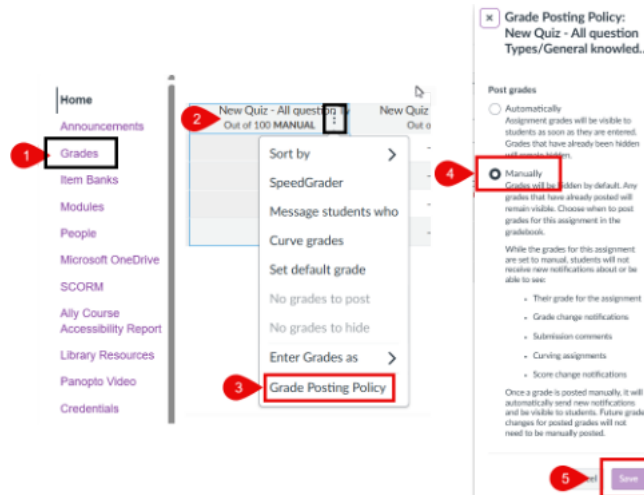 Home
Announcements
1
Grades
Item Banks
Modules
People
Microsoft OneDrive
SCORM
Ally Course
Accessibility Report
Library Resources
Panopto Video
Credentials
2
New Quiz - All question Ty
Out of 100 MANUAL
New Quiz
Out o
Sort by
SpeedGrader
Message students who
Curve grades
Set default grade
No grades to post
No grades to hide
Enter Grades as
3
Grade Posting Policy
Grade Posting Policy:
New Quiz - All question
Types/General knowled...
Post grades
Automatically
Assignment grades will be visible to
students as soon as they are entered.
Grades that have already been hidden
will remain hidden.
4
Manually
Grades will be hidden by default. Any
grades that have already posted will
remain visible. Choose when to post
grades for this assignment in the
gradebook.
While the grades for this assignment
are set to manual, students will not
receive new notifications about or be
able to see:
• Their grade for the assignment
• Grade change notifications
• Submission comments
• Curving assignments
• Score change notifications
Once a grade is posted manually, it will
automatically send new notifications
and be visible to students. Future grade
changes for posted grades will not
need to be manually posted.
5
Save